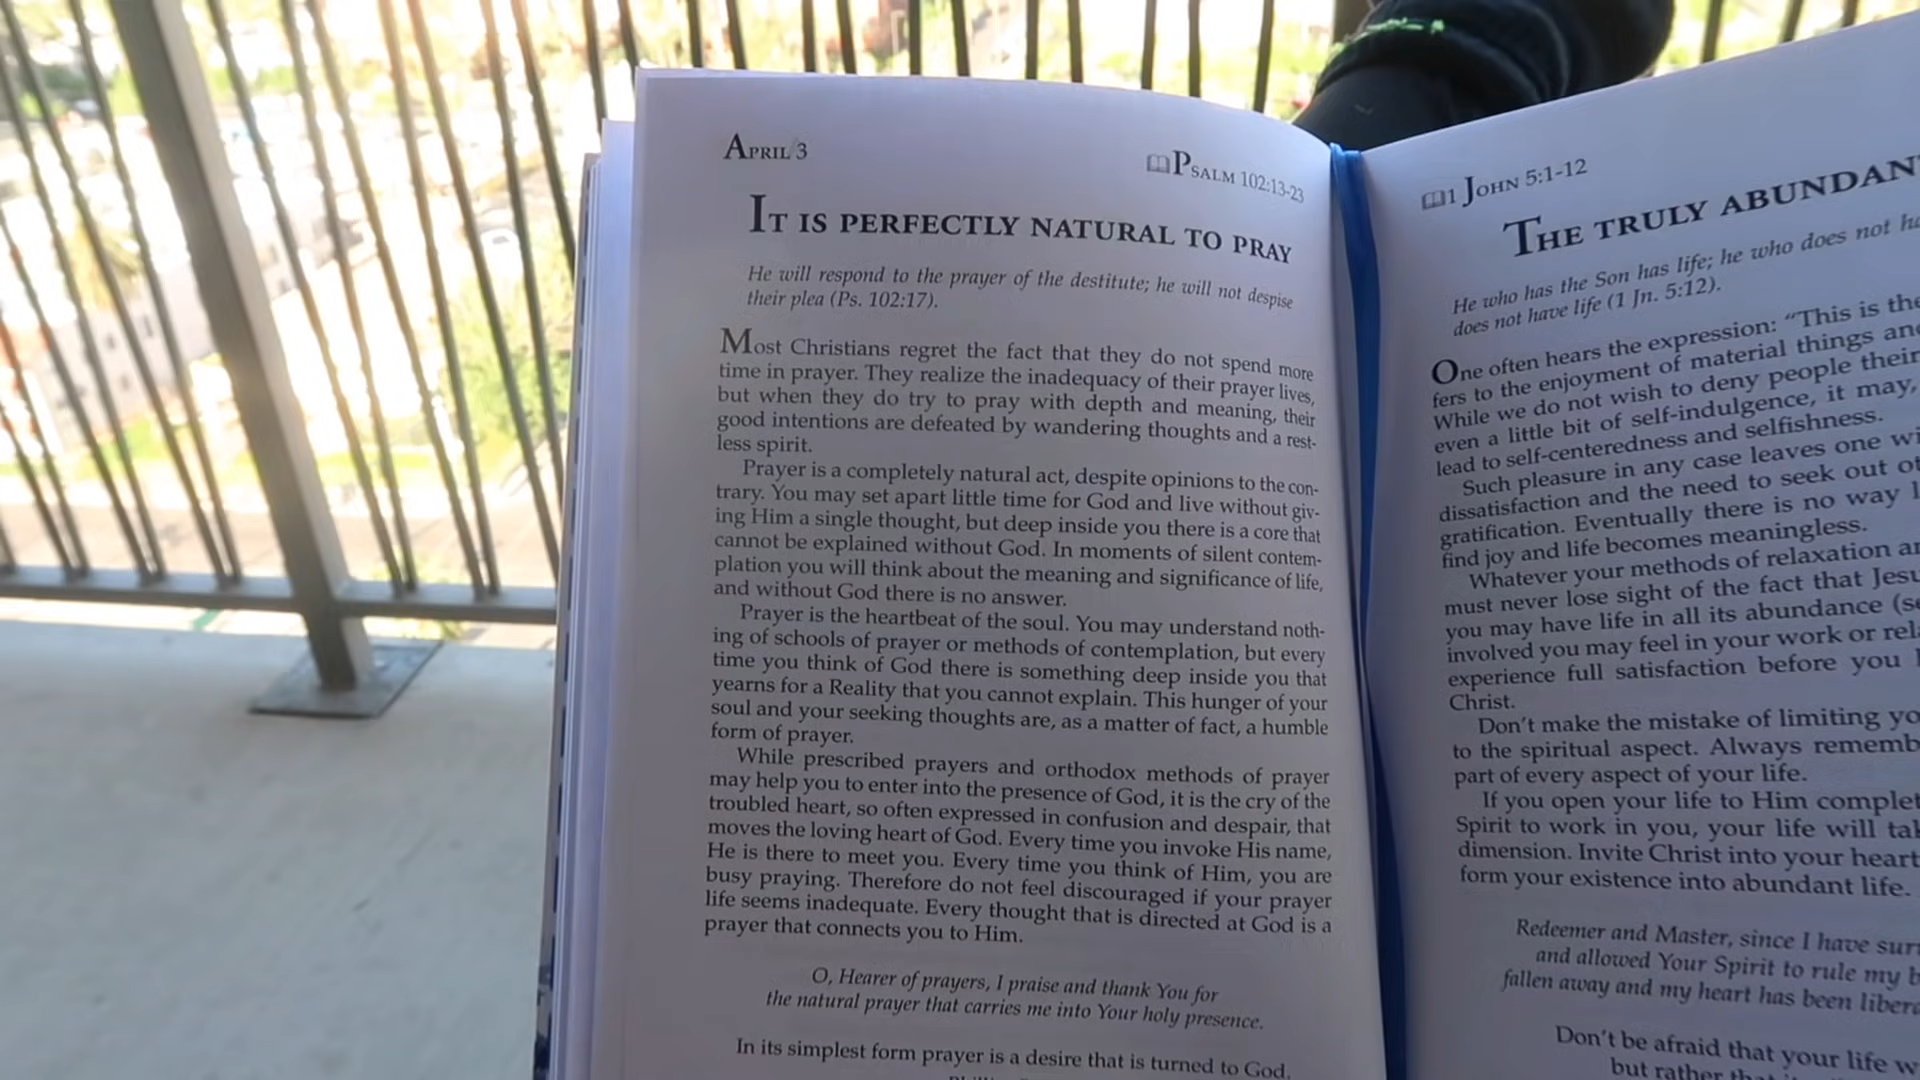 APRIL 3
PSALM 102:13-23
IT IS PERFECTLY NATURAL TO PRAY
He will respond to the prayer of the destitute; he will not despise
their plea (Ps. 102:17).
Most Christians regret the fact that they do not spend more
time in prayer. They realize the inadequacy of their prayer lives,
but when they do try to pray with depth and meaning, their
good intentions are defeated by wandering thoughts and a rest-
less spirit.
Prayer is a completely natural act, despite opinions to the con-
trary. You may set apart little time for God and live without giv-
ing Him a single thought, but deep inside you there is a core that
cannot be explained without God. In moments of silent contem-
plation you will think about the meaning and significance of life,
and without God there is no answer.
Prayer is the heartbeat of the soul. You may understand noth-
ing of schools of prayer or methods of contemplation, but every
time you think of God there is something deep inside you that
yearns for a Reality that you cannot explain. This hunger of your
soul and your seeking thoughts are, as a matter of fact, a humble
form of prayer.
While prescribed prayers and orthodox methods of prayer
may help you to enter into the presence of God, it is the cry of the
troubled heart, so often expressed in confusion and despair, that
moves the loving heart of God. Every time you invoke His name,
He is there to meet you. Every time you think of Him, you are
busy praying. Therefore do not feel discouraged if your prayer
life seems inadequate. Every thought that is directed at God is a
prayer that connects you to Him.
O, Hearer of prayers, I praise and thank You for
the natural prayer that carries me into Your holy presence.
In its simplest form prayer is a desire that is turned to God.
1 JOHN 5:1-12
THE TRULY ABUNDAN
He who has the Son has life; he who does not ha
does not have life (1 Jn. 5:12).
One often hears the expression: "This is the
fers to the enjoyment of material things and
While we do not wish to deny people their
even a little bit of self-indulgence, it may,
lead to self-centeredness and selfishness.
Such pleasure in any case leaves one wi
dissatisfaction and the need to seek out ot
gratification. Eventually there is no way l
find joy and life becomes meaningless.
Whatever your methods of relaxation ar
must never lose sight of the fact that Jesu
you may have life in all its abundance (se
involved you may feel in your work or rela
experience full satisfaction before you
Christ.
Don't make the mistake of limiting yo
to the spiritual aspect. Always rememb
part of every aspect of your life.
If you open your life to Him complet
Spirit to work in you, your life will tak
dimension. Invite Christ into your heart
form your existence into abundant life.
Redeemer and Master, since I have surr
and allowed Your Spirit to rule my b
fallen away and my heart has been libera
Don't be afraid that your life w
but rather